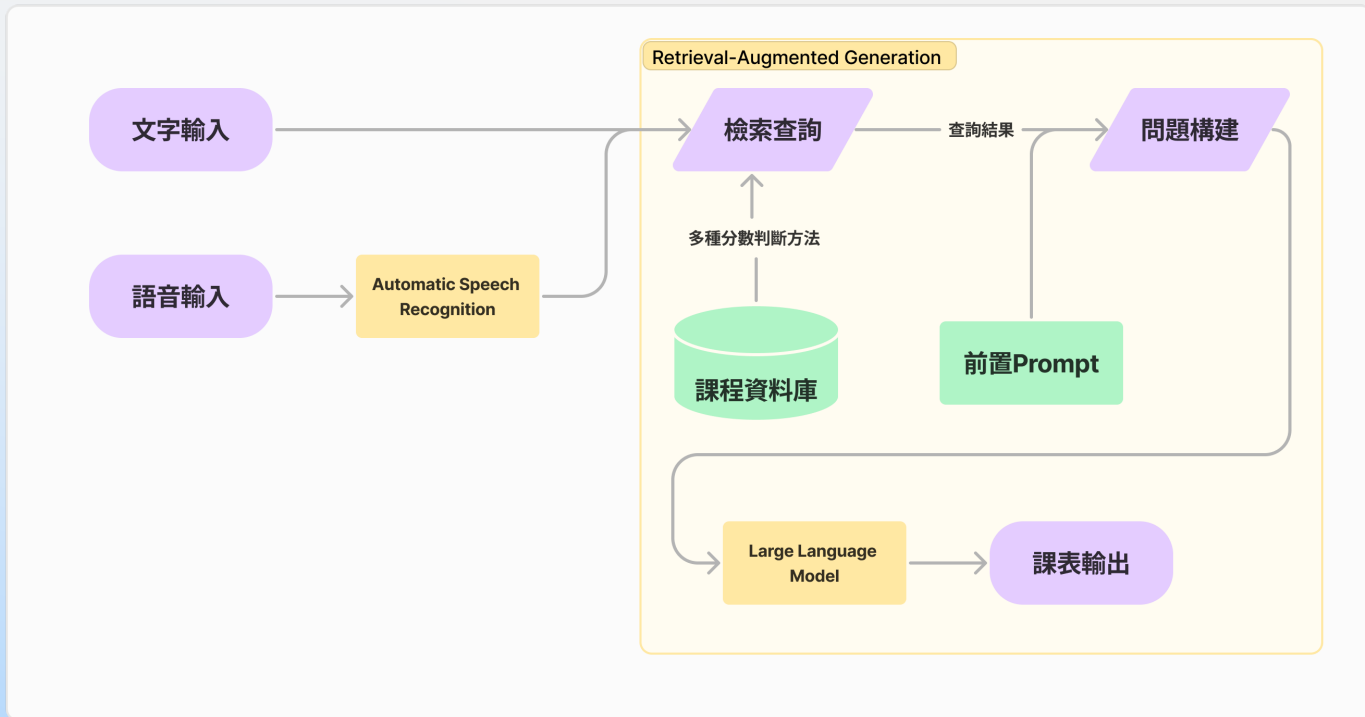 Retrieval-Augmented Generation
文字輸入
檢索查詢
查詢結果
問題構建
多種分數判斷方法
語音輸入
Automatic Speech
Recognition
課程資料庫
前置Prompt
Large Language
Model
課表輸出